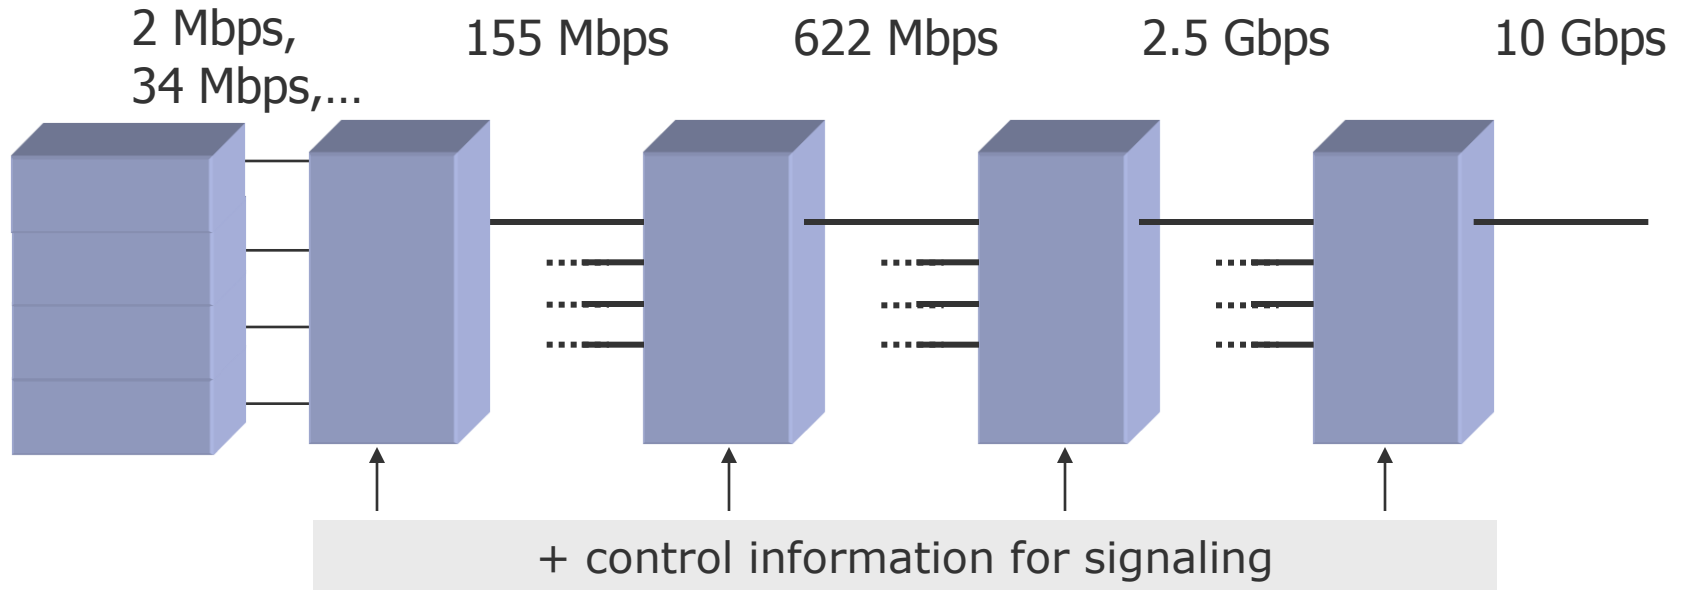 2 Mbps,
34 Mbps,...
155 Mbps
622 Mbps
2.5 Gbps
10 Gbps
+ control information for signaling